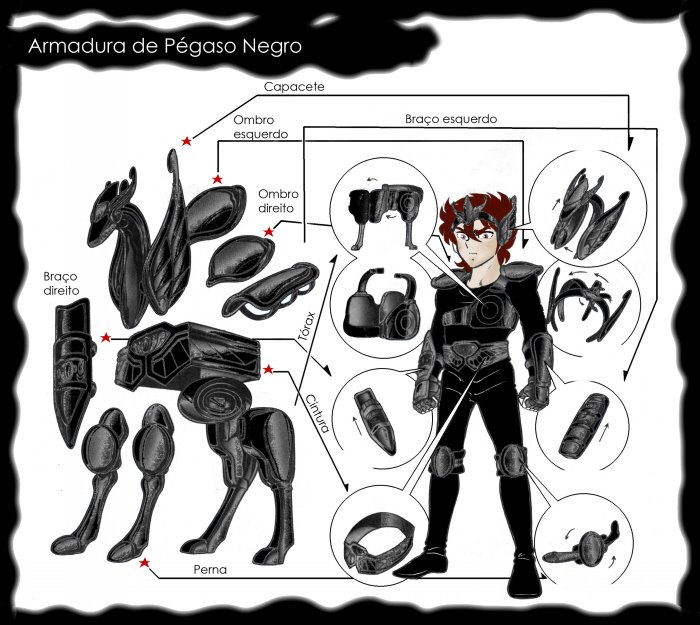 Armadura de Pégaso Negro
Capacete
Ombro
esquerdo
Braço esquerdo
Ombro
direito
Braço
direito
Tórax
Cintura
Perna